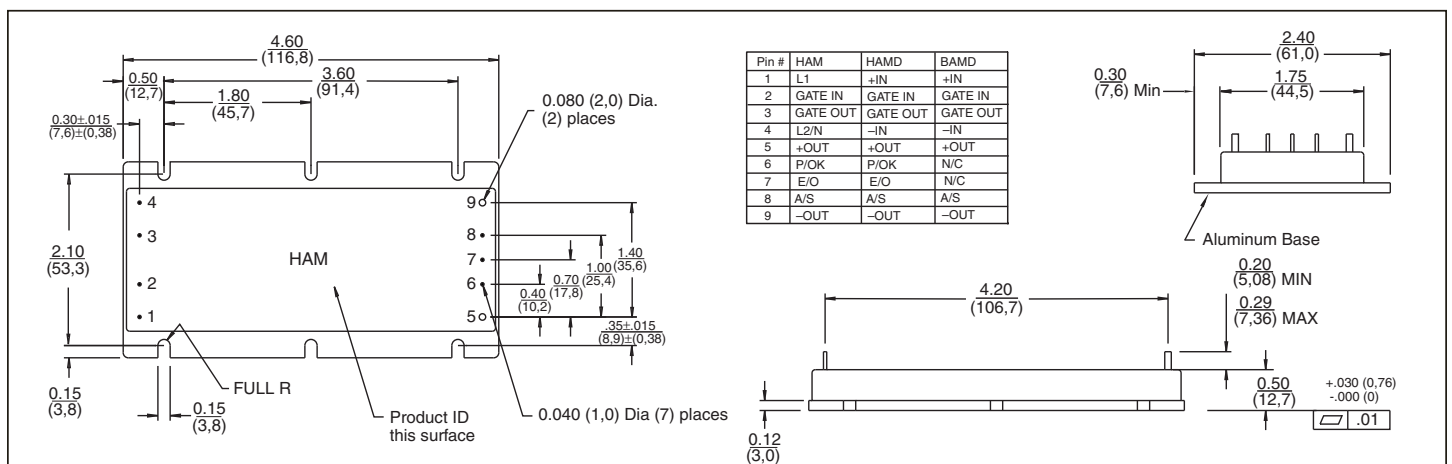 4.60
(116,8)
0.50
(12,7)
3.60
(91,4)
1.80
(45,7)
0.30±.015
(7,6)±(0,38)
0.080 (2,0) Dia.
(2) places
4
3
2
1
9
8
7
6
5
HAM
2.10
(53,3)
0.40
(10,2)
0.70
(17,8)
1.00
(25,4)
1.40
(35,6)
.35±.015
(8,9)±(0,38)
0.15
(3,8)
0.15
(3,8)
FULL R
Product ID
this surface
0.040 (1,0) Dia (7) places
Pin # HAM HAMD BAMD
1 L1 +IN +IN
2 GATE IN GATE IN GATE IN
3 GATE OUT GATE OUT GATE OUT
4 L2/N –IN –IN
5 +OUT +OUT +OUT
6 P/OK P/OK N/C
7 E/O E/O N/C
8 A/S A/S A/S
9 –OUT –OUT –OUT
2.40
(61,0)
0.30
(7,6) Min
1.75
(44,5)
Aluminum Base
4.20
(106,7)
0.20
(5,08) MIN
0.29
(7,36) MAX
0.50
(12,7)
+.030 (0,76)
-.000 (0)
.01
0.12
(3,0)